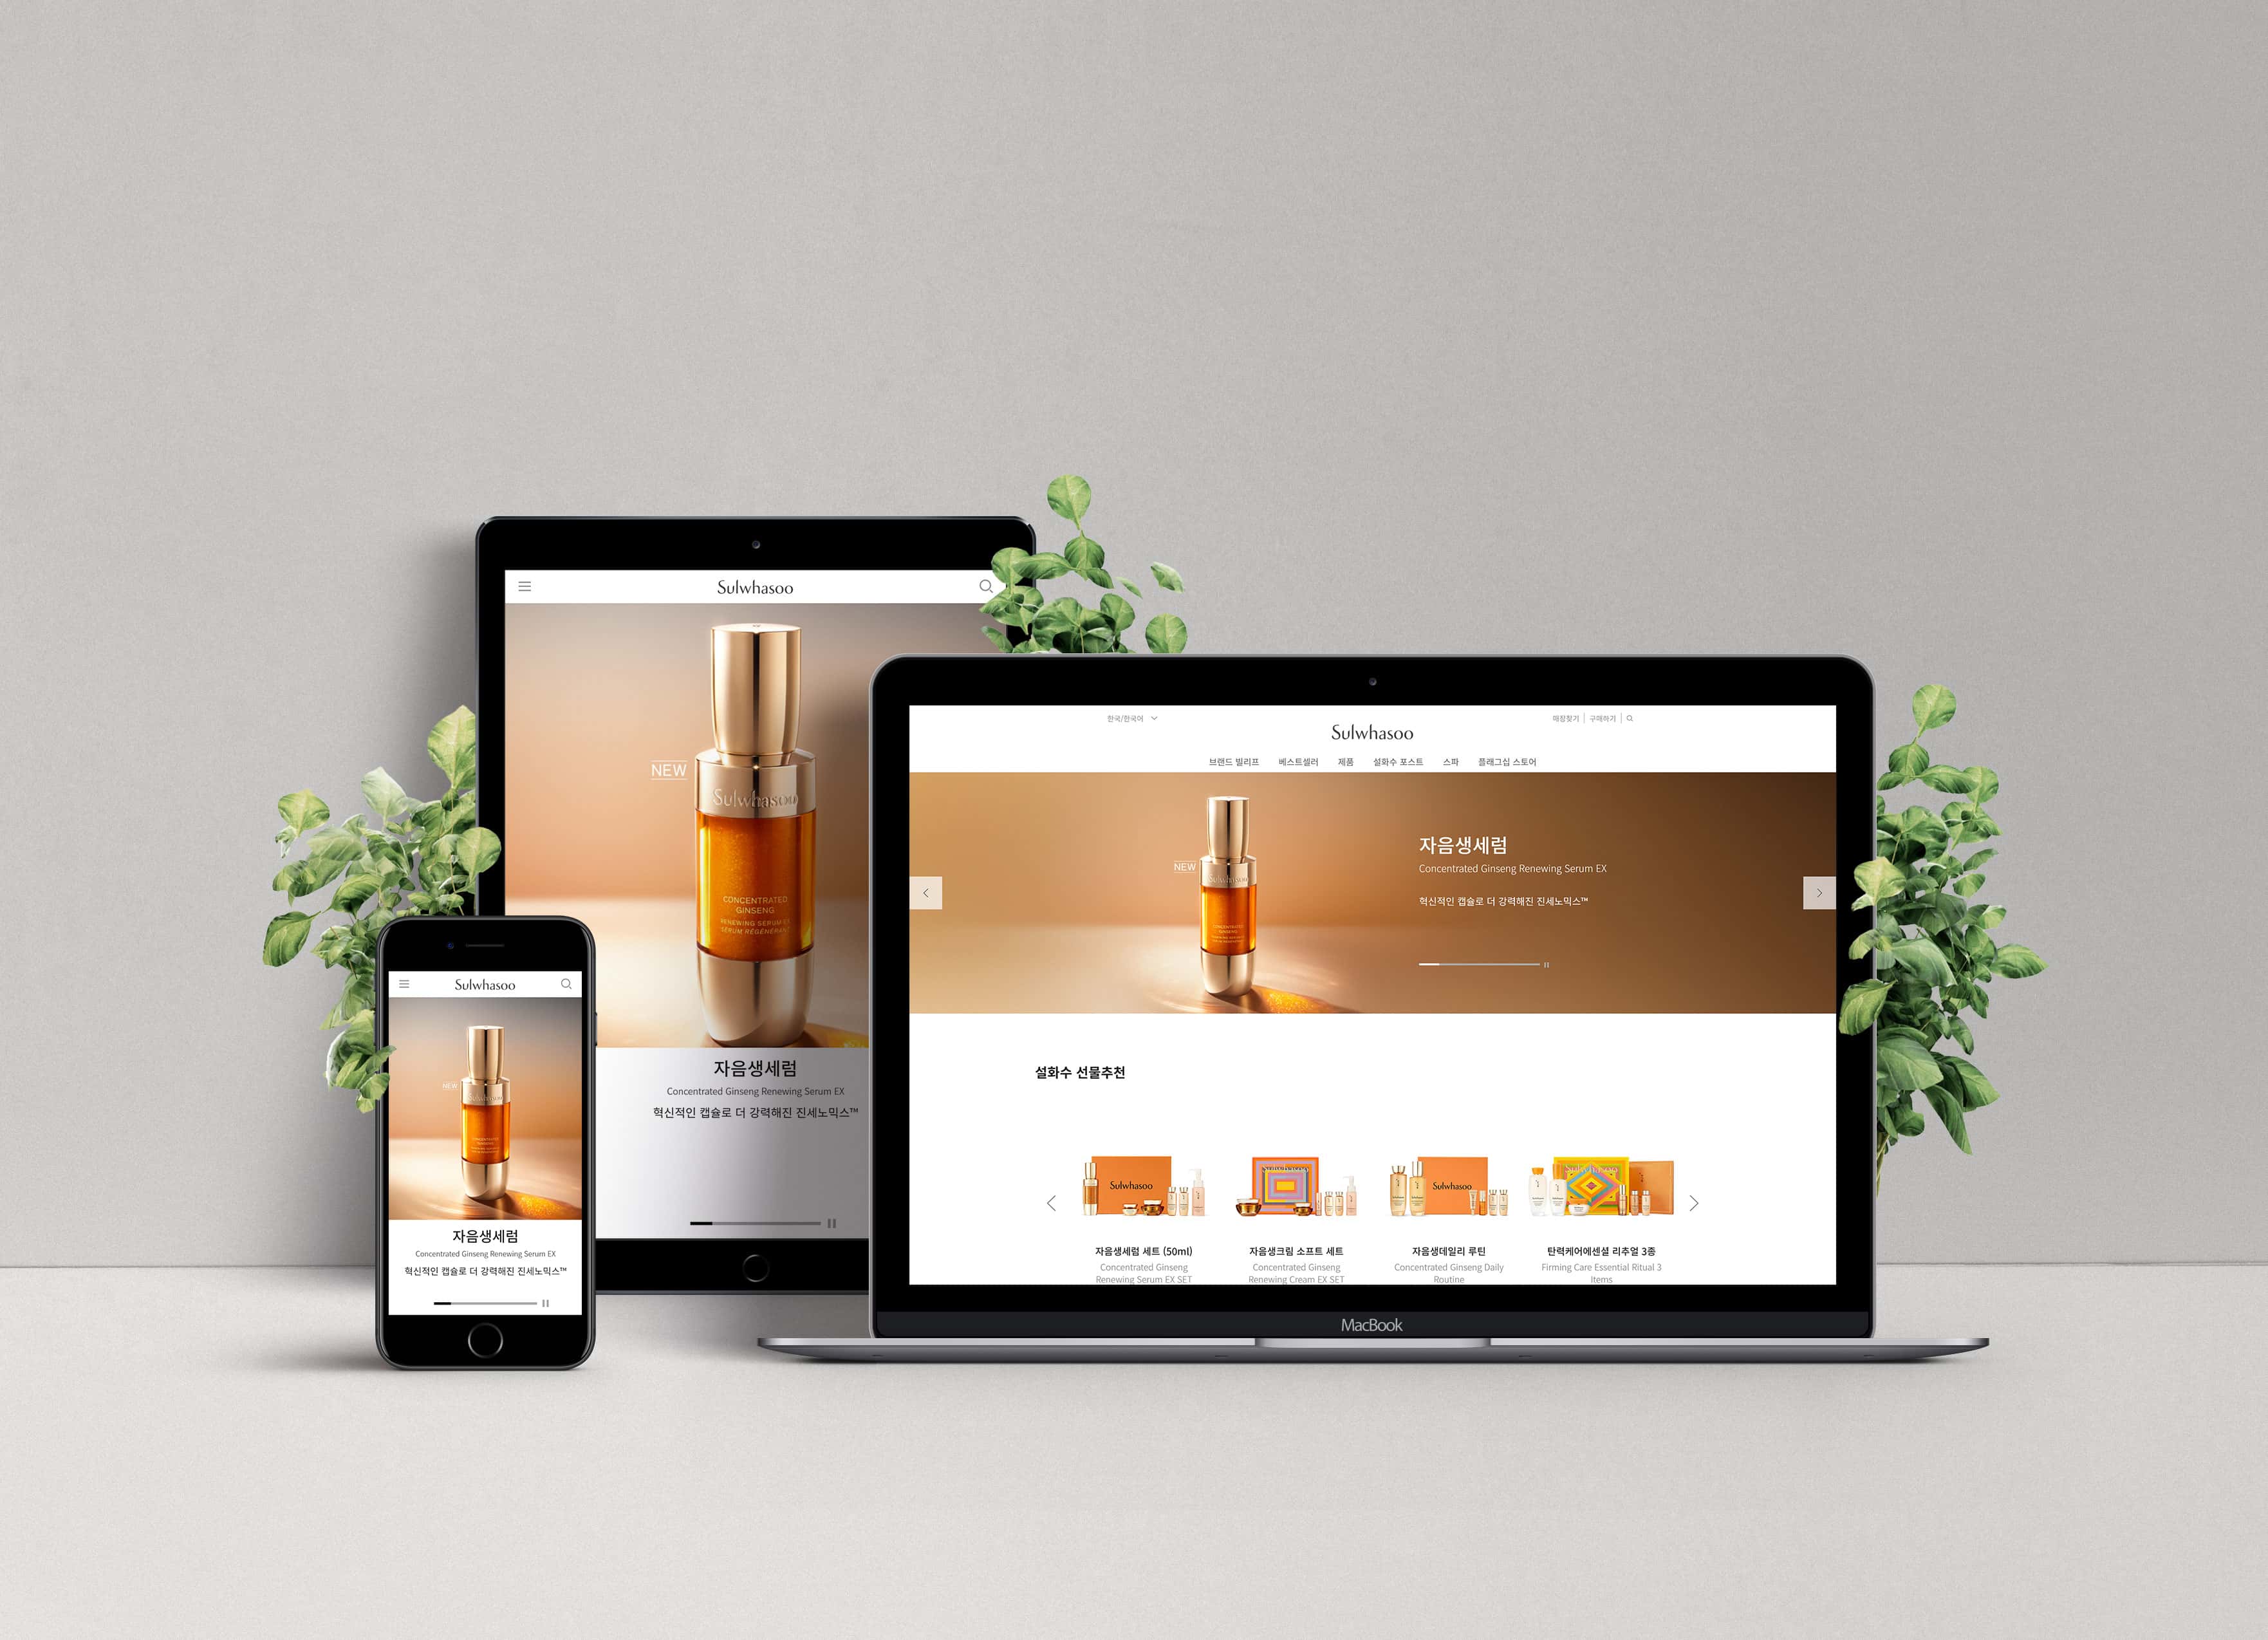 Sulwhasoo
NEW
Sulwhasoo
CONCENTRATED
GINSENG
RENEWING SERUM EX
SÉRUM RÉGÉNÉRANT
자음생세럼
Concentrated Ginseng Renewing Serum EX
혁신적인 캡슐로 더 강력해진 진세노믹스™
Sulwhasoo
NEW
Sulwhasoo
CONCENTRATED
GINSENG
자음생세럼
Concentrated Ginseng Renewing Serum EX
혁신적인 캡슐로 더 강력해진 진세노믹스™
한국/한국어
매장찾기 | 구매하기
Sulwhasoo
브랜드 빌리프 베스트셀러 제품 설화수 포스트 스파 플래그십 스토어
NEW
Sulwhasoo
CONCENTRATED
GINSENG
자음생세럼
Concentrated Ginseng Renewing Serum EX
혁신적인 캡슐로 더 강력해진 진세노믹스™
설화수 선물추천
Sulwhasoo
Sulwhasoo
Sulwhasoo
Sulwhasoo
자음생세럼 세트 (50ml)
Concentrated Ginseng
Renewing Serum EX SET
자음생크림 소프트 세트
Concentrated Ginseng
Renewing Cream EX SET
자음생데일리 루틴
Concentrated Ginseng Daily
Routine
탄력케어에센셜 리추얼 3종
Firming Care Essential Ritual 3
Items
MacBook